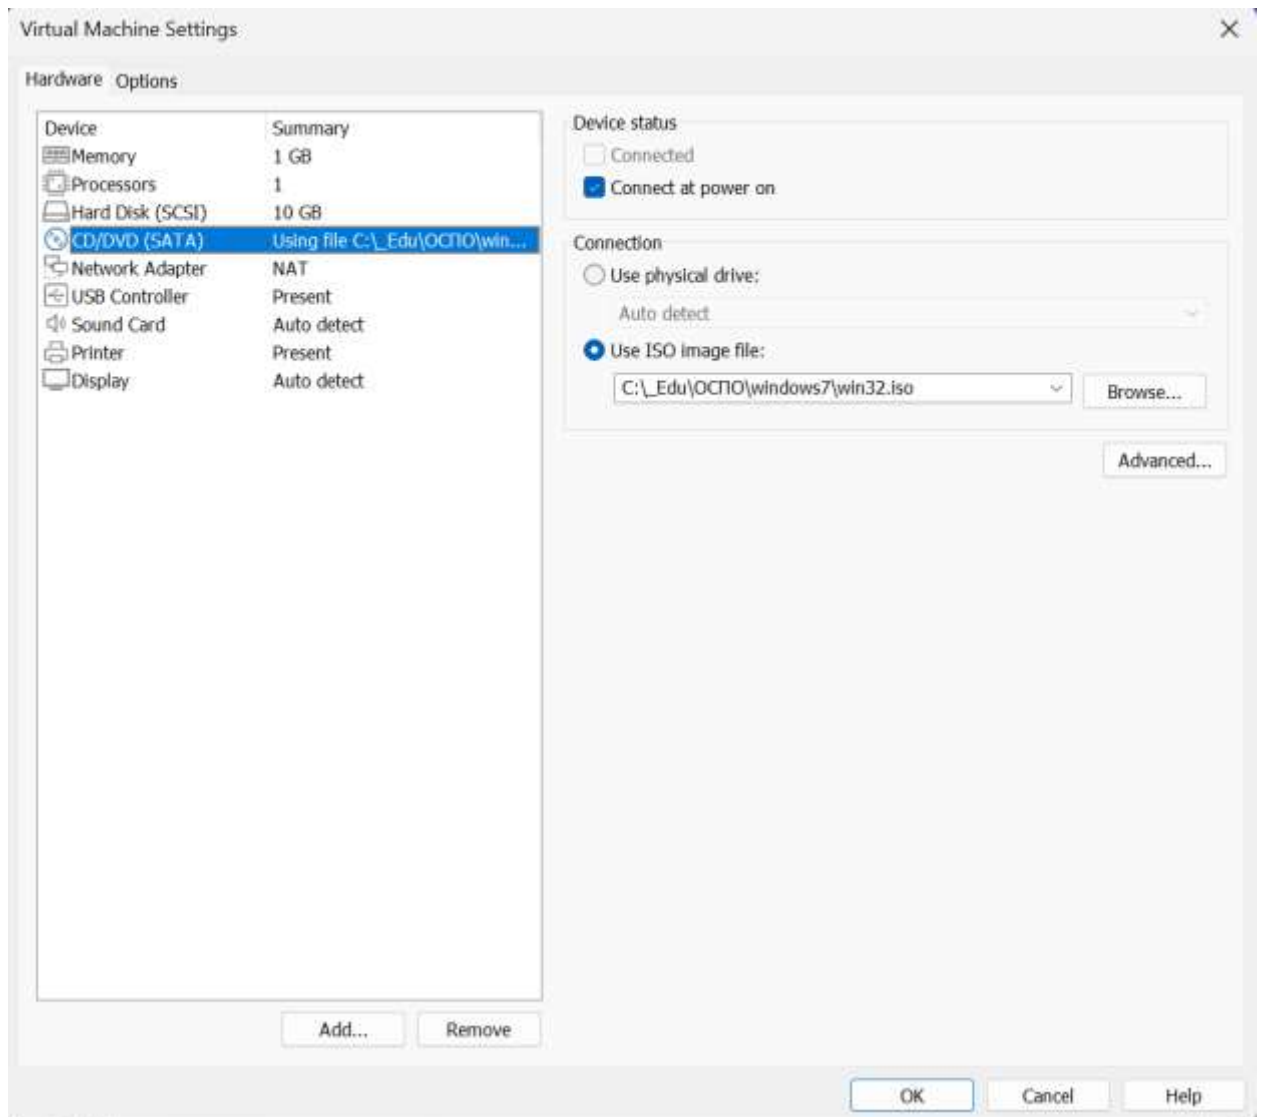 Virtual Machine Settings
Hardware Options
Device Summary
Memory 1 GB
Processors 1
Hard Disk (SCSI) 10 GB
CD/DVD (SATA) Using file C:\_Edu\ОСПО\win...
Network Adapter NAT
USB Controller Present
Sound Card Auto detect
Printer Present
Display Auto detect
Add... Remove
Device status
Connected
Connect at power on
Connection
Use physical drive:
Auto detect
Use ISO image file:
C:\_Edu\ОСПО\windows7\win32.iso Browse...
Advanced...
OK Cancel Help